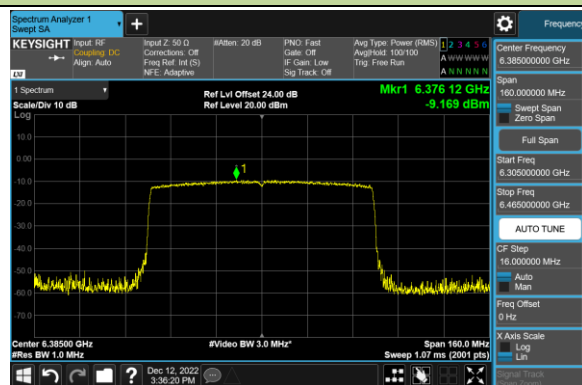 Spectrum Analyzer 1
Swept SA
Frequency
KEYSIGHT
Input: RF
Coupling: DC
Align: Auto
LXI
Input Z: 50 Ω
Corrections: Off
Freq Ref: Int (S)
NFE: Adaptive
#Atten: 20 dB
PNO: Fast
Gate: Off
IF Gain: Low
Sig Track: Off
Avg Type: Power (RMS)
Avg|Hold: 100/100
Trig: Free Run
1 2 3 4 5 6
A W W W W W
A N N N N N
Center Frequency
6.385000000 GHz
Span
160.000000 MHz
Swept Span
Zero Span
Full Span
Start Freq
6.305000000 GHz
Stop Freq
6.465000000 GHz
AUTO TUNE
CF Step
16.000000 MHz
Auto
Man
Freq Offset
0 Hz
X Axis Scale
Log
Lin
Signal Track
1 Spectrum
Scale/Div 10 dB
Log
Ref Lvl Offset 24.00 dB
Ref Level 20.00 dBm
Mkr1 6.376 12 GHz
-9.169 dBm
10.0
0.00
-10.0
-20.0
-30.0
-40.0
-50.0
-60.0
-70.0
1
Center 6.38500 GHz
#Res BW 1.0 MHz
#Video BW 3.0 MHz*
Span 160.0 MHz
Sweep 1.07 ms (2001 pts)
Dec 12, 2022
3:36:20 PM